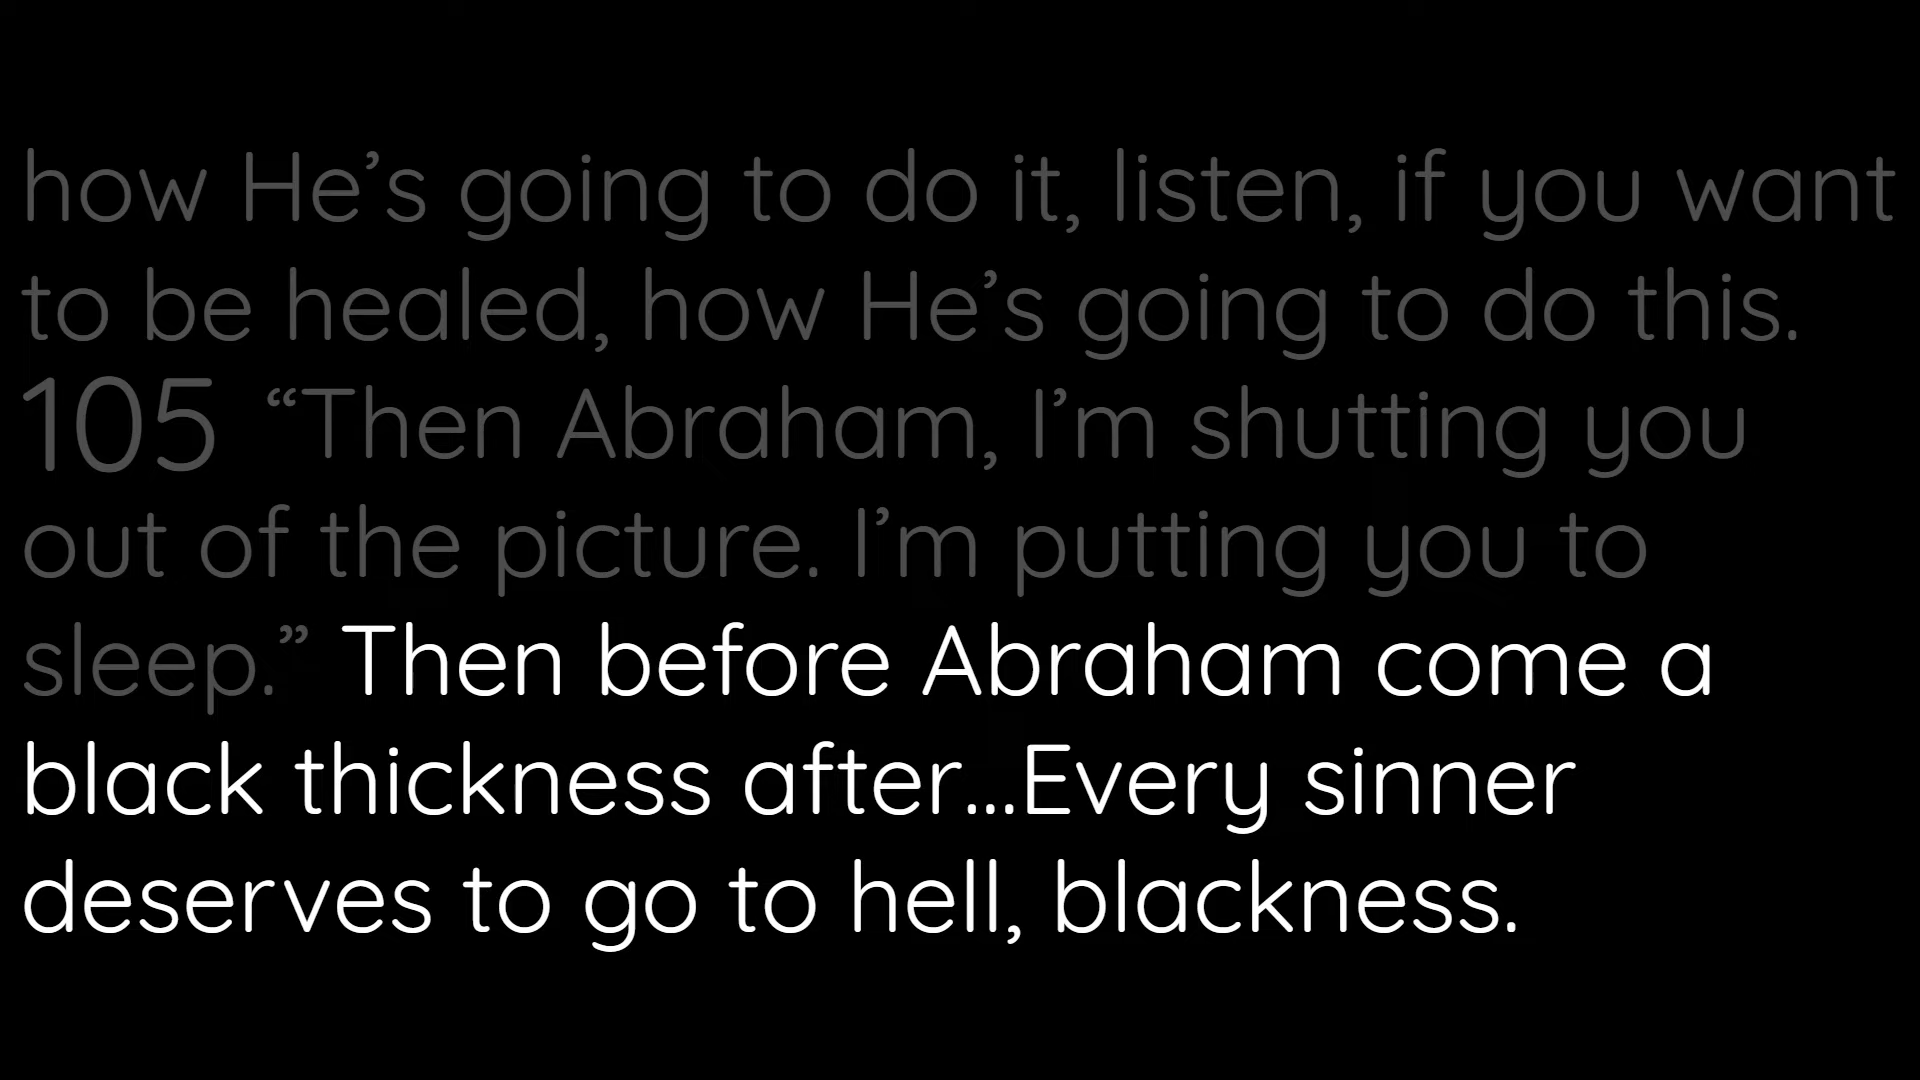 how He’s going to do it, listen, if you want
to be healed, how He’s going to do this.
105 “Then Abraham, I’m shutting you
out of the picture. I’m putting you to
sleep.” Then before Abraham come a
black thickness after...Every sinner
deserves to go to hell, blackness.